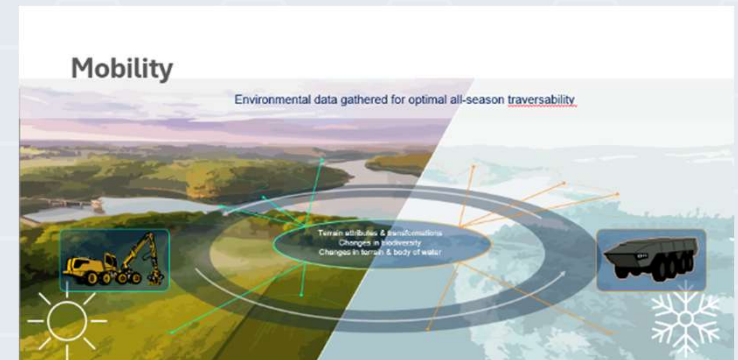 Mobility
Environmental data gathered for optimal all-season traversability
Terrain attributes & transformations
Changes in biodiversity
Changes in terrain & body of water